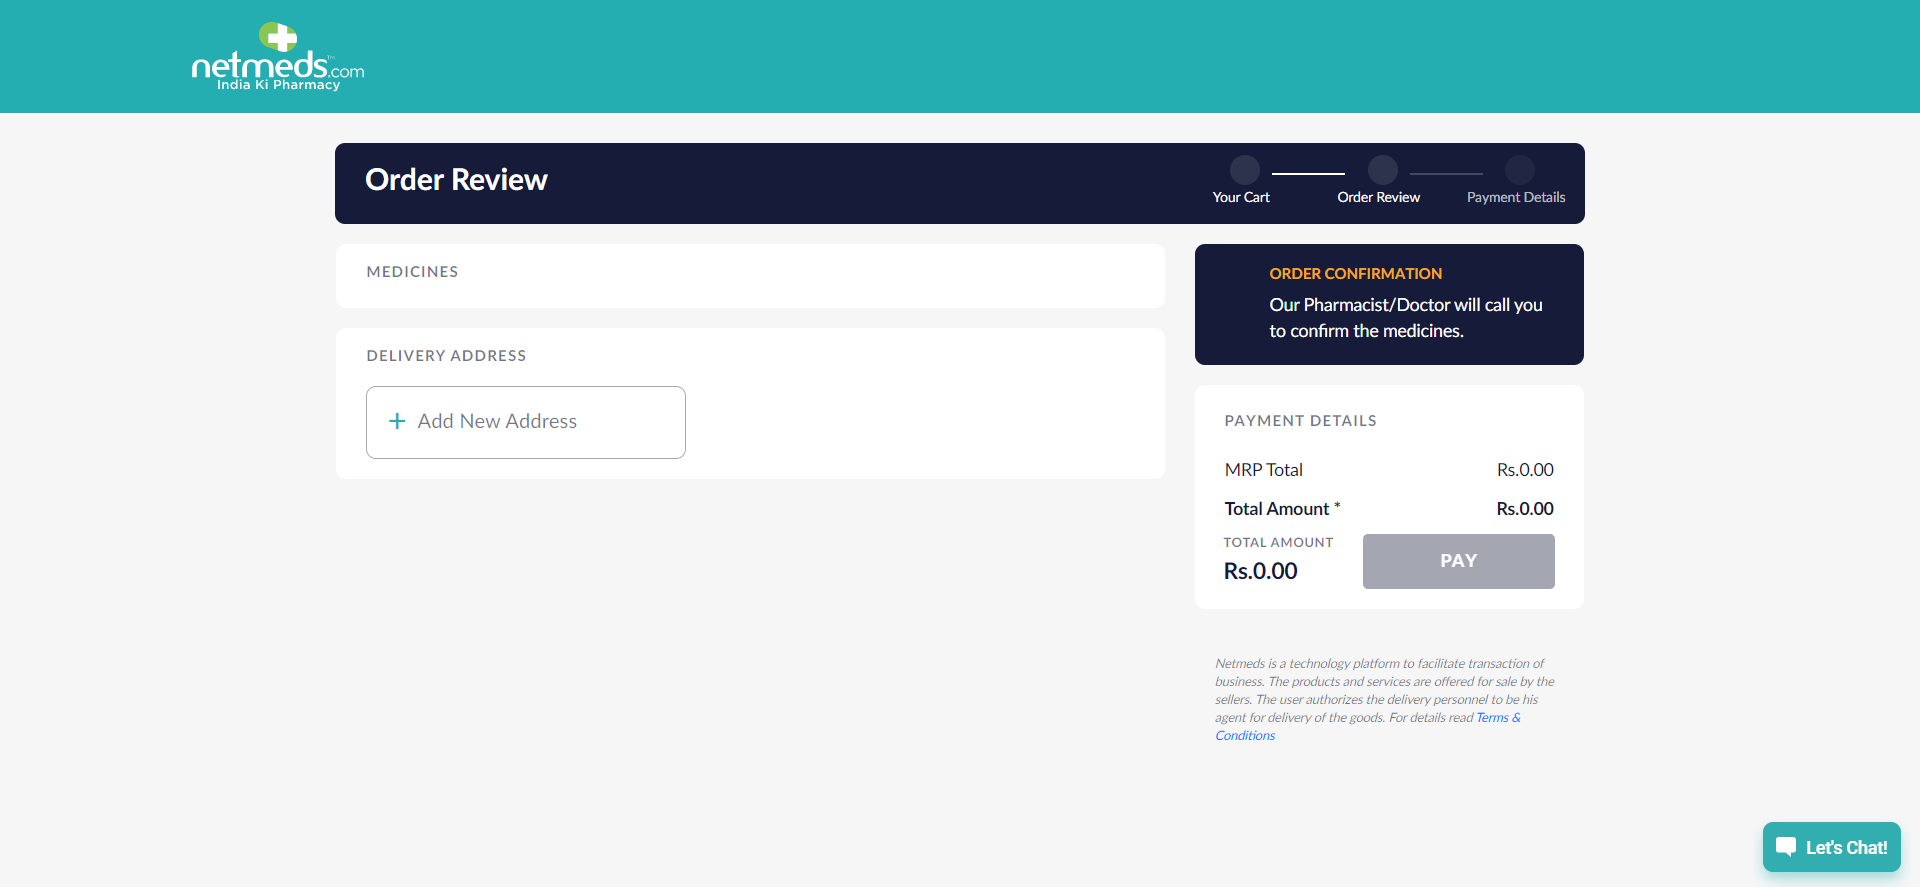 netmeds.com™
India Ki Pharmacy
Order Review
Your Cart
Order Review
Payment Details
MEDICINES
DELIVERY ADDRESS
+ Add New Address
ORDER CONFIRMATION
Our Pharmacist/Doctor will call you
to confirm the medicines.
PAYMENT DETAILS
MRP Total Rs.0.00
Total Amount * Rs.0.00
TOTAL AMOUNT
Rs.0.00
PAY
Netmeds is a technology platform to facilitate transaction of
business. The products and services are offered for sale by the
sellers. The user authorizes the delivery personnel to be his
agent for delivery of the goods. For details read Terms &
Conditions
Let's Chat!